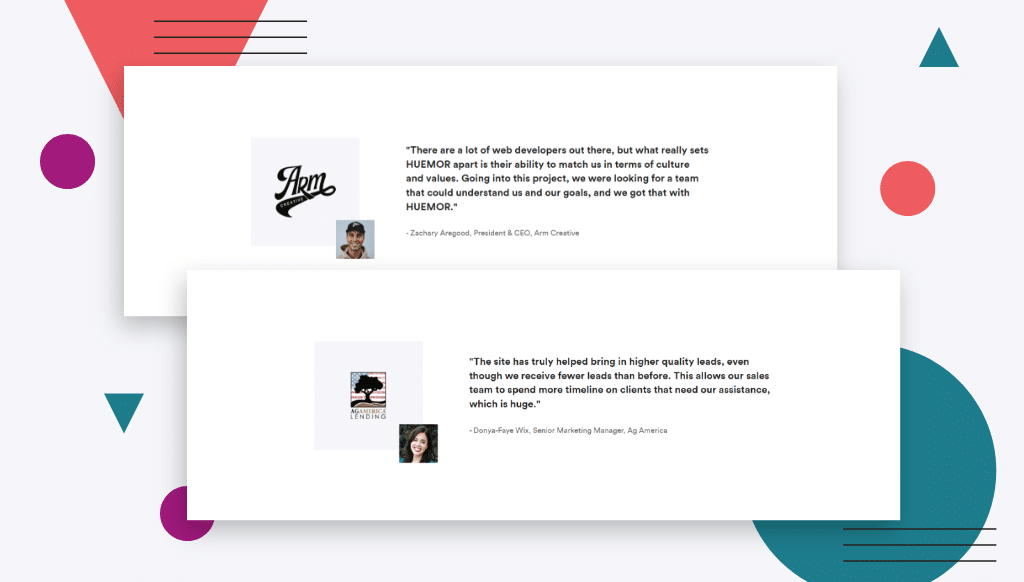 "There are a lot of web developers out there, but what really sets
HUEMOR apart is their ability to match us in terms of culture
and values. Going into this project, we were looking for a team
that could understand us and our goals, and we got that with
HUEMOR."
Arm
CREATIVE
- Zachary Aregood, President & CEO, Arm Creative
"The site has truly helped bring in higher quality leads, even
though we receive fewer leads than before. This allows our sales
team to spend more timeline on clients that need our assistance,
which is huge."
AGAMERICA
LENDING
- Donya-Faye Wix, Senior Marketing Manager, Ag America